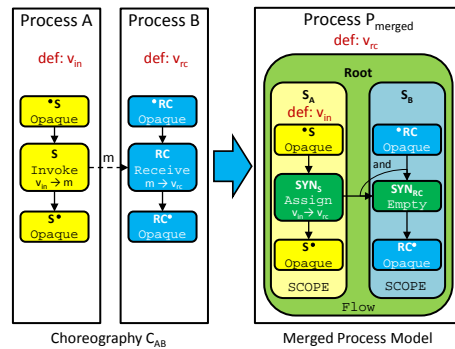 Process A
def: v_in
•S
Opaque
S
Invoke
v_in → m
S•
Opaque
m
Process B
def: v_rc
•RC
Opaque
RC
Receive
m → v_rc
RC•
Opaque
Choreography C_AB
Process P_merged
def: v_rc
Root
S_A
def: v_in
•S
Opaque
SYN_S
Assign
v_in → v_rc
S•
Opaque
SCOPE
S_B
•RC
Opaque
and
SYN_RC
Empty
RC•
Opaque
SCOPE
Flow
Merged Process Model